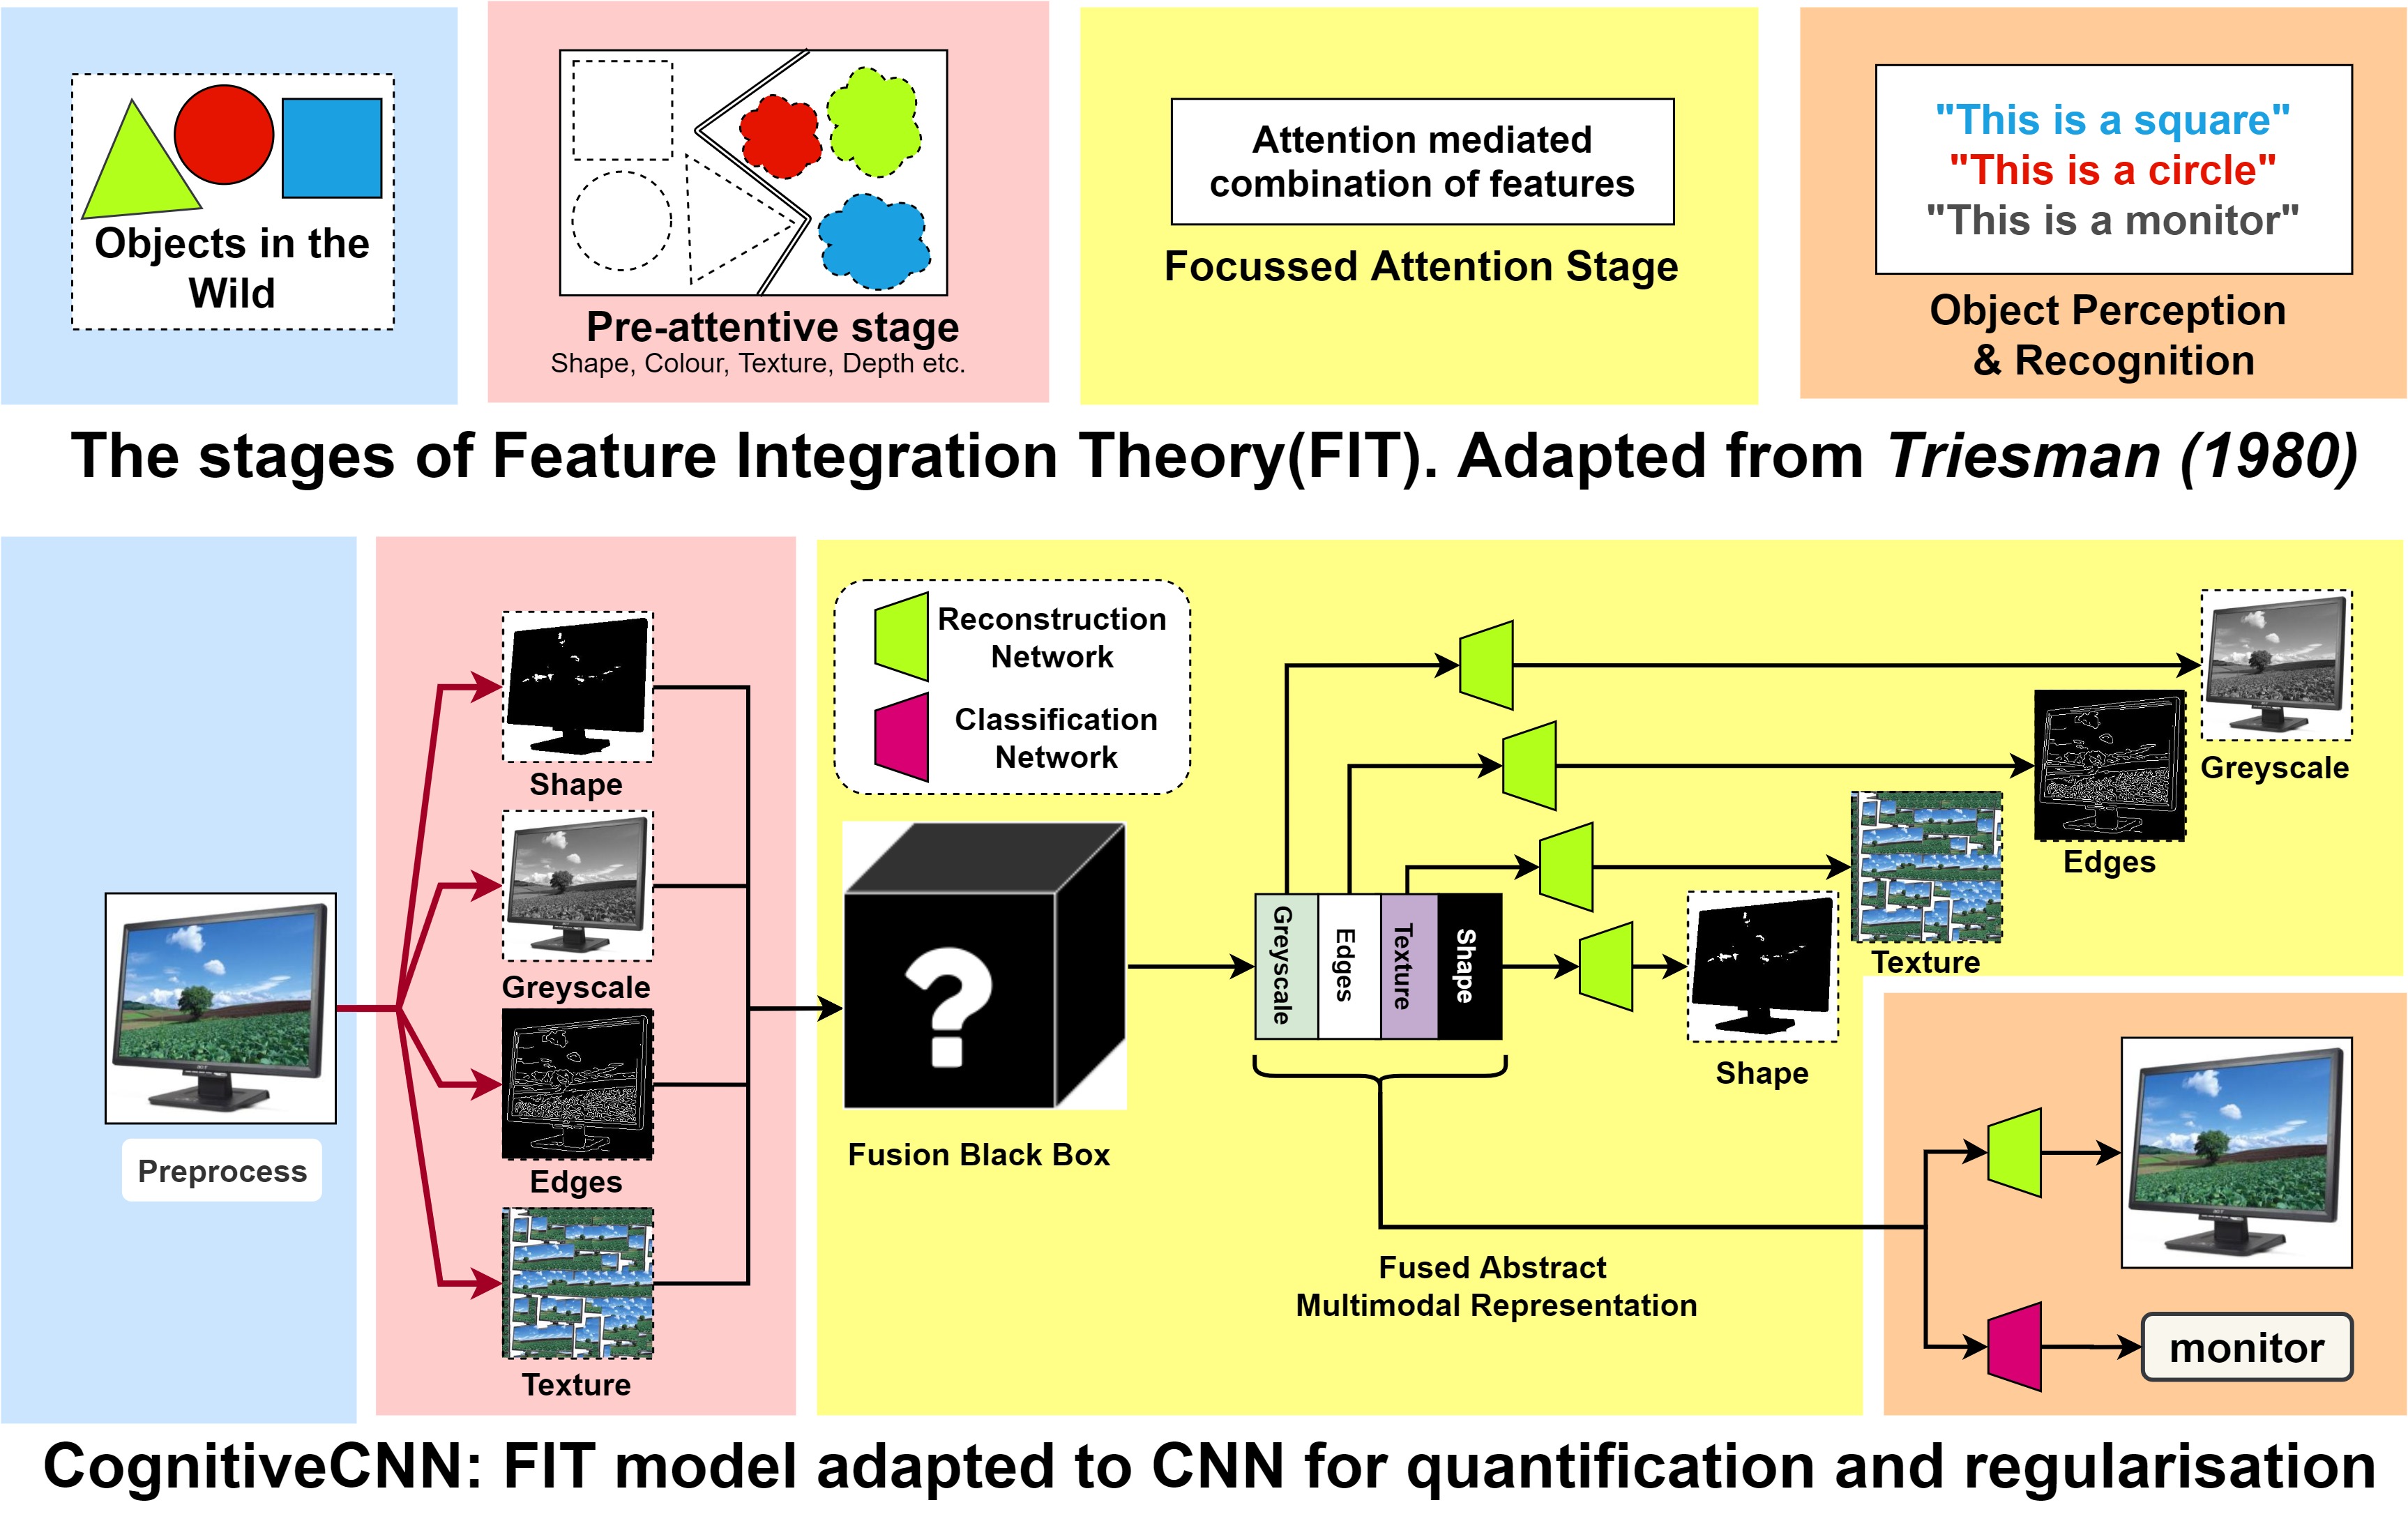 Objects in the
Wild
Pre-attentive stage
Shape, Colour, Texture, Depth etc.
Attention mediated
combination of features
Focussed Attention Stage
"This is a square"
"This is a circle"
"This is a monitor"
Object Perception
& Recognition
The stages of Feature Integration Theory(FIT). Adapted from Triesman (1980)
Preprocess
Shape
Greyscale
Edges
Texture
Reconstruction
Network
Classification
Network
?
Fusion Black Box
Greyscale
Edges
Texture
Shape
Greyscale
Edges
Texture
Shape
Fused Abstract
Multimodal Representation
monitor
CognitiveCNN: FIT model adapted to CNN for quantification and regularisation